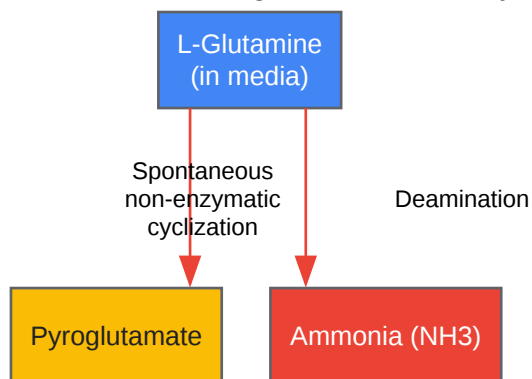 L-Glutamine
(in media)
Spontaneous
non-enzymatic
cyclization
Deamination
Pyroglutamate
Ammonia (NH3)